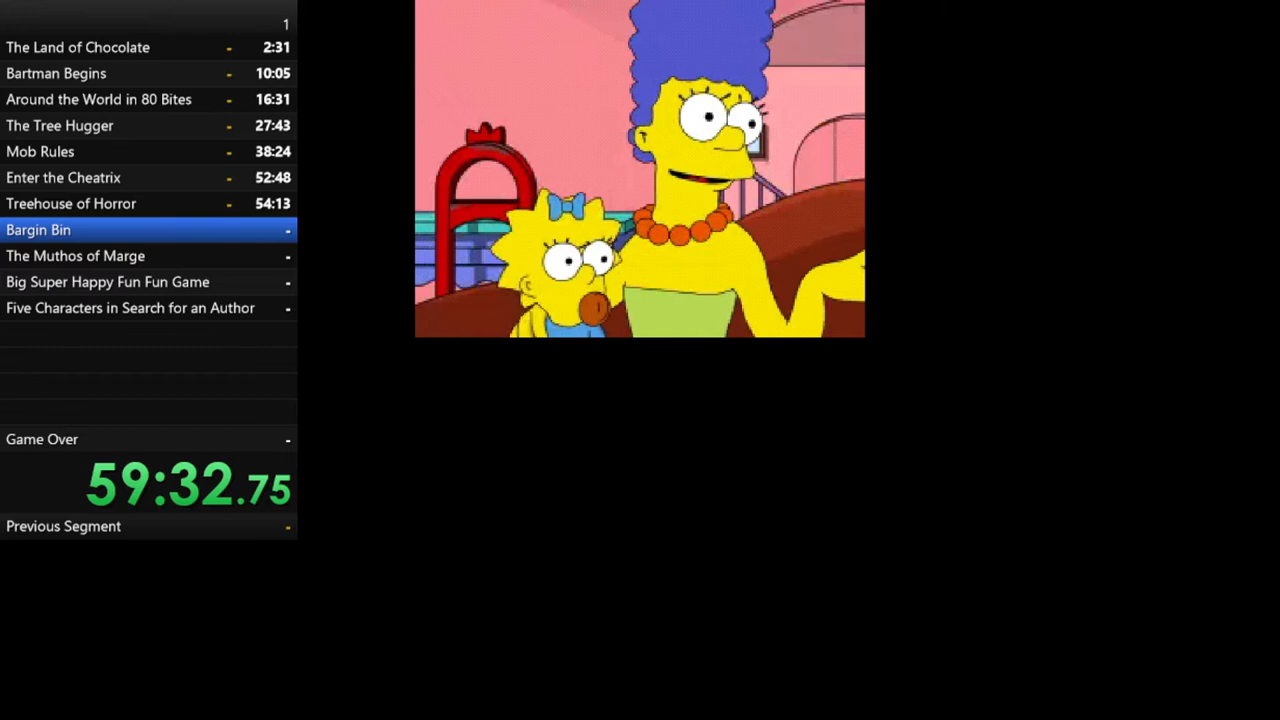 1
The Land of Chocolate - 2:31
Bartman Begins - 10:05
Around the World in 80 Bites - 16:31
The Tree Hugger - 27:43
Mob Rules - 38:24
Enter the Cheatrix - 52:48
Treehouse of Horror - 54:13
Bargin Bin -
The Muthos of Marge -
Big Super Happy Fun Fun Game -
Five Characters in Search for an Author -
Game Over -
59:32.75
Previous Segment -